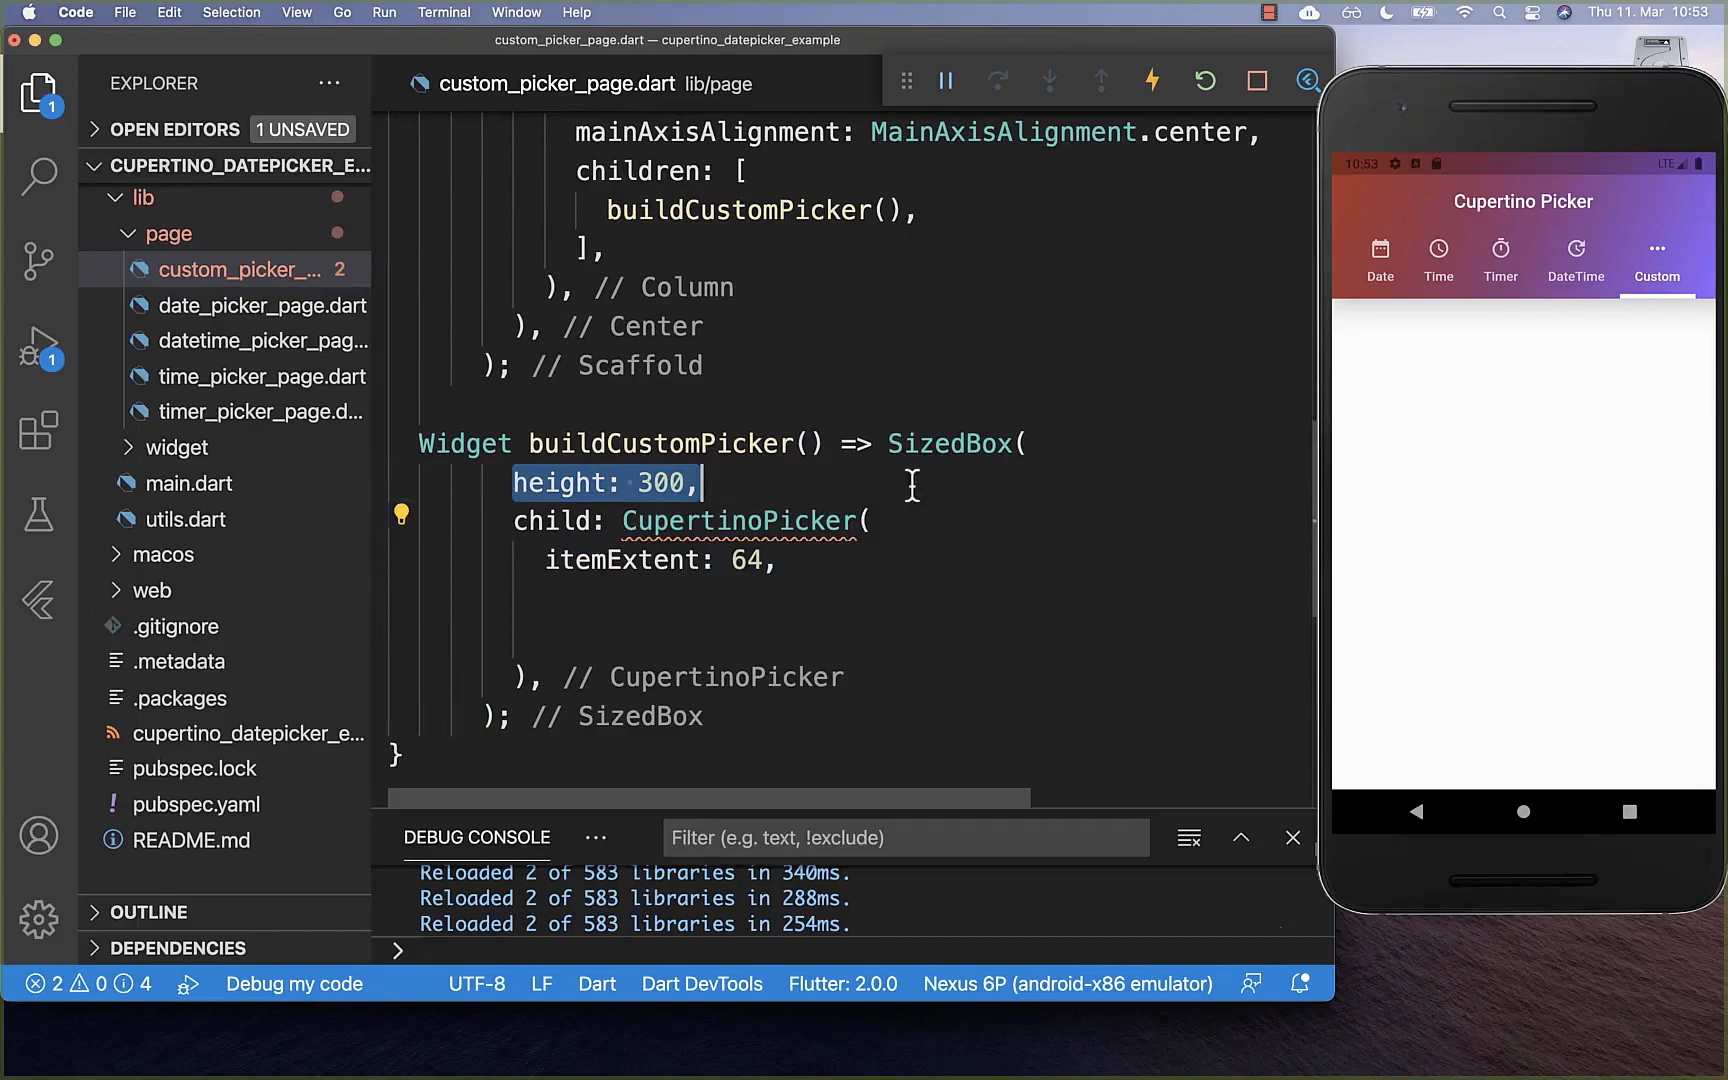 Code File Edit Selection View Go Run Terminal Window Help Thu 11. Mar 10:53
custom_picker_page.dart — cupertino_datepicker_example
EXPLORER
OPEN EDITORS 1 UNSAVED
CUPERTINO_DATEPICKER_E...
lib
page
custom_picker_... 2
date_picker_page.dart
datetime_picker_pag...
time_picker_page.dart
timer_picker_page.d...
widget
main.dart
utils.dart
macos
web
.gitignore
.metadata
.packages
cupertino_datepicker_e...
pubspec.lock
pubspec.yaml
README.md
OUTLINE
DEPENDENCIES
1
1
custom_picker_page.dart lib/page
mainAxisAlignment: MainAxisAlignment.center,
children: [
buildCustomPicker(),
],
), // Column
), // Center
); // Scaffold
Widget buildCustomPicker() => SizedBox(
height: 300,
child: CupertinoPicker(
itemExtent: 64,
), // CupertinoPicker
); // SizedBox
}
DEBUG CONSOLE
Filter (e.g. text, !exclude)
Reloaded 2 of 583 libraries in 340ms.
Reloaded 2 of 583 libraries in 288ms.
Reloaded 2 of 583 libraries in 254ms.
2 0 4 Debug my code UTF-8 LF Dart Dart DevTools Flutter: 2.0.0 Nexus 6P (android-x86 emulator)
10:53 LTE
Cupertino Picker
Date Time Timer DateTime Custom